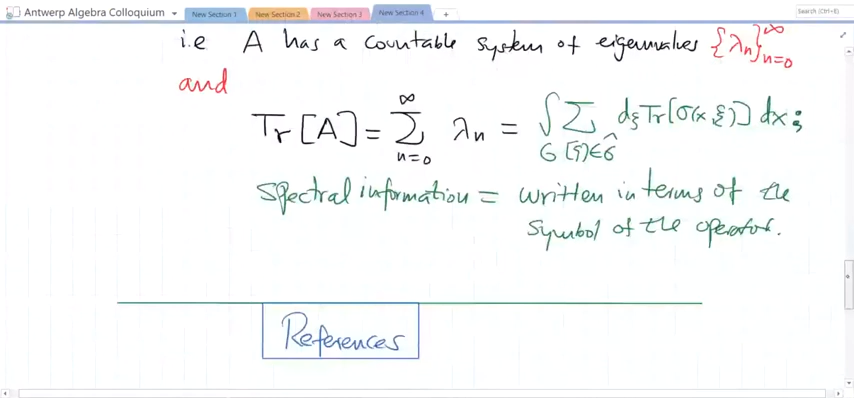 Antwerp Algebra Colloquium New Section 1 New Section 2 New Section 3 New Section 4 + Search (Ctrl+E)
i.e A has a countable system of eigenvalues {λn}∞n=0
and
Tr[A] = ∞∑n=0 λn = ∫G ∑[ξ]∈Ĝ dξTr[σ(x,ξ)]dx;
Spectral information = written in terms of the
symbol of the operator.
References